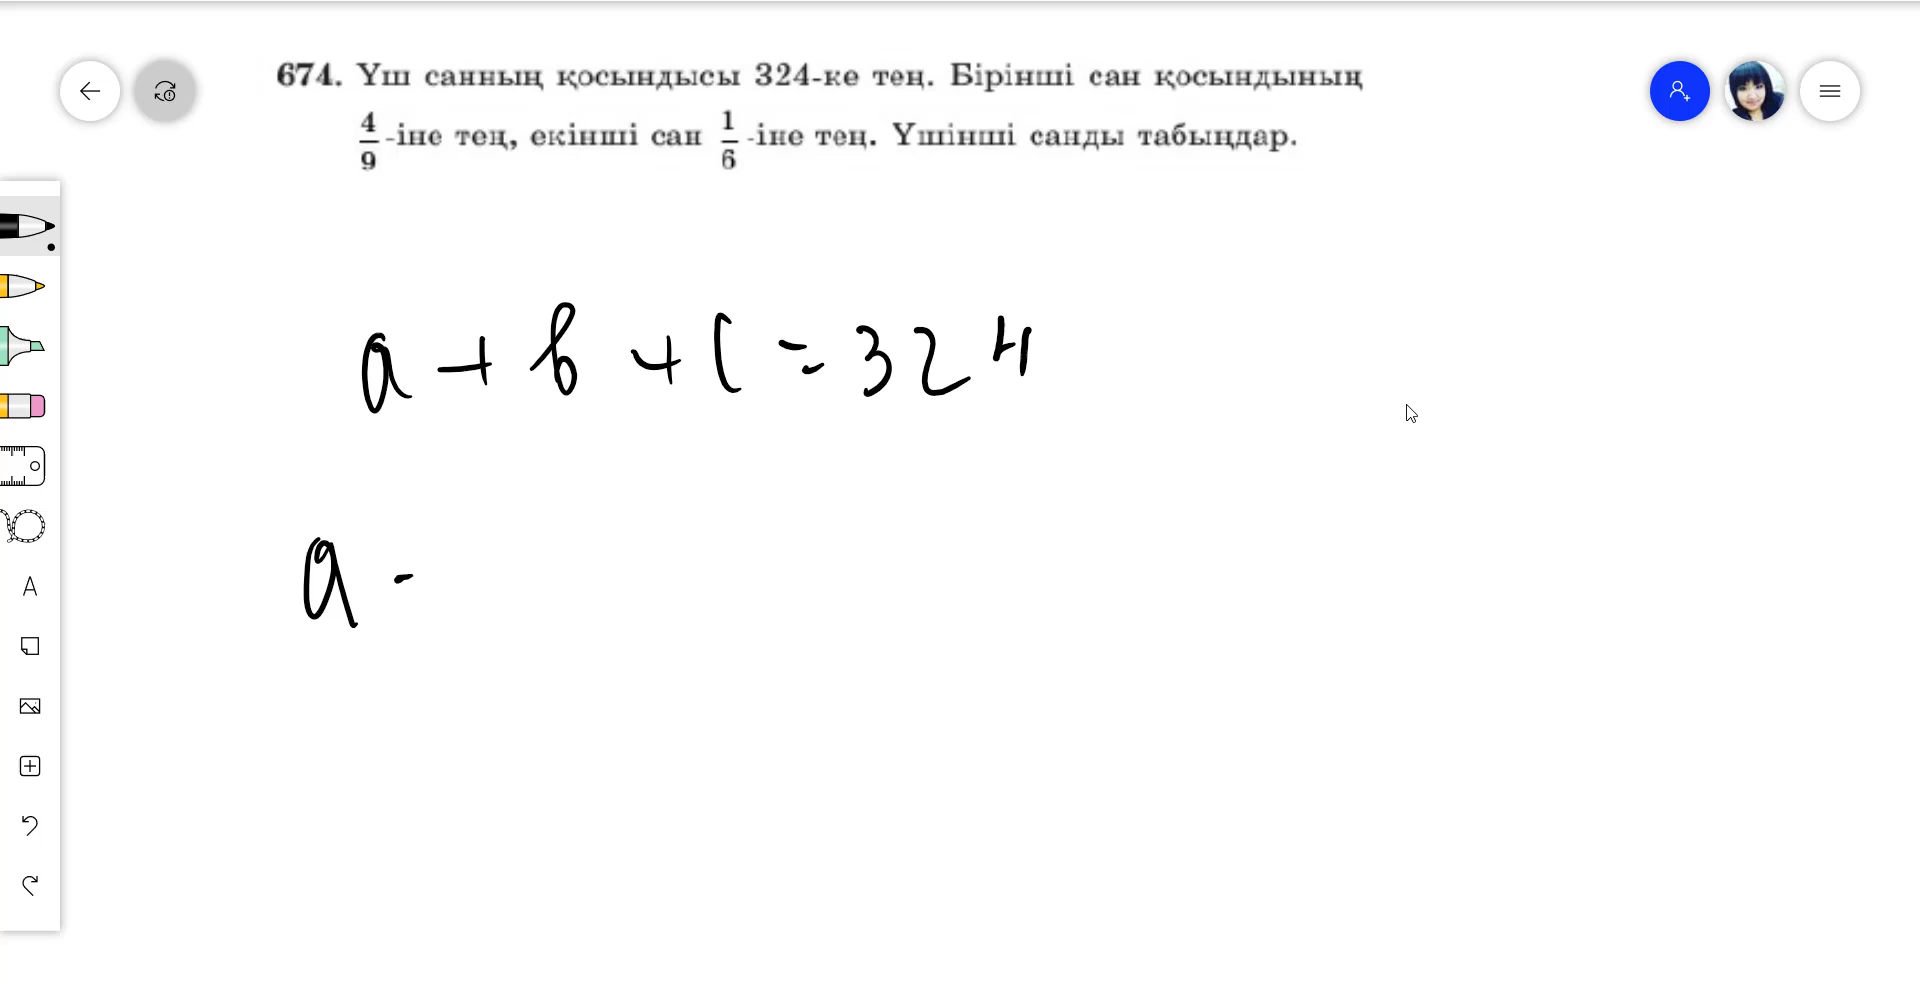 674. Үш санның қосындысы 324-ке тең. Бірінші сан қосындының
4/9-іне тең, екінші сан 1/6-іне тең. Үшінші санды табыңдар.
a + b + c = 324
a -
A